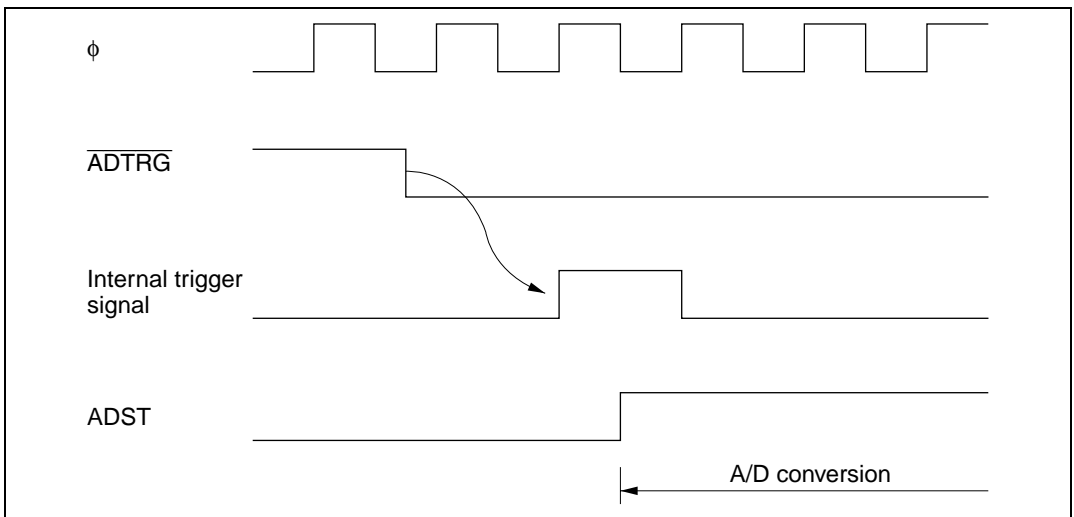 ϕ
ADTRG
Internal trigger
signal
ADST
A/D conversion